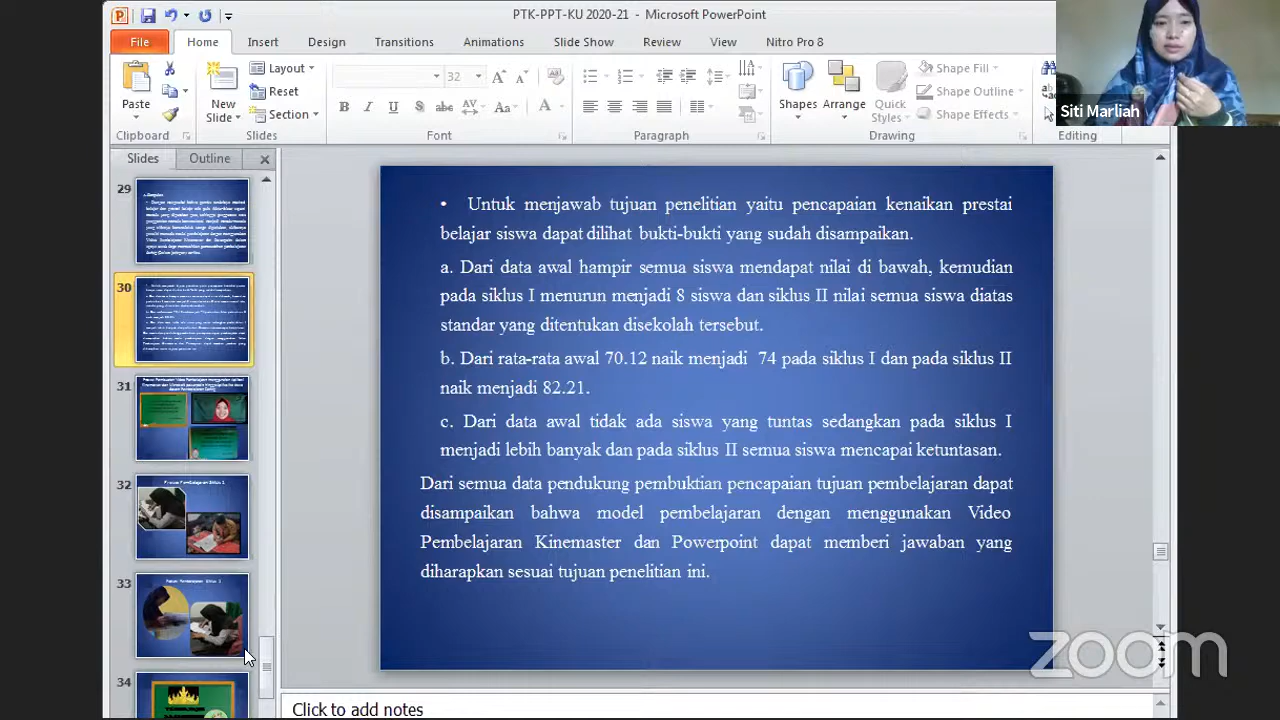 PTK-PPT-KU 2020-21 - Microsoft PowerPoint
File Home Insert Design Transitions Animations Slide Show Review View Nitro Pro 8
Paste
Clipboard
New
Slide
Layout
Reset
Section
Slides
32
B I U S abc AV Aa A
Font
Paragraph
Shapes Arrange Quick
Styles
Shape Fill
Shape Outline
Shape Effects
Drawing
Editing
Siti Marliah
Slides Outline
29
30
31
32
33
34
• Untuk menjawab tujuan penelitian yaitu pencapaian kenaikan prestai
belajar siswa dapat dilihat bukti-bukti yang sudah disampaikan.
a. Dari data awal hampir semua siswa mendapat nilai di bawah, kemudian
pada siklus I menurun menjadi 8 siswa dan siklus II nilai semua siswa diatas
standar yang ditentukan disekolah tersebut.
b. Dari rata-rata awal 70.12 naik menjadi 74 pada siklus I dan pada siklus II
naik menjadi 82.21.
c. Dari data awal tidak ada siswa yang tuntas sedangkan pada siklus I
menjadi lebih banyak dan pada siklus II semua siswa mencapai ketuntasan.
Dari semua data pendukung pembuktian pencapaian tujuan pembelajaran dapat
disampaikan bahwa model pembelajaran dengan menggunakan Video
Pembelajaran Kinemaster dan Powerpoint dapat memberi jawaban yang
diharapkan sesuai tujuan penelitian ini.
zoom
Click to add notes